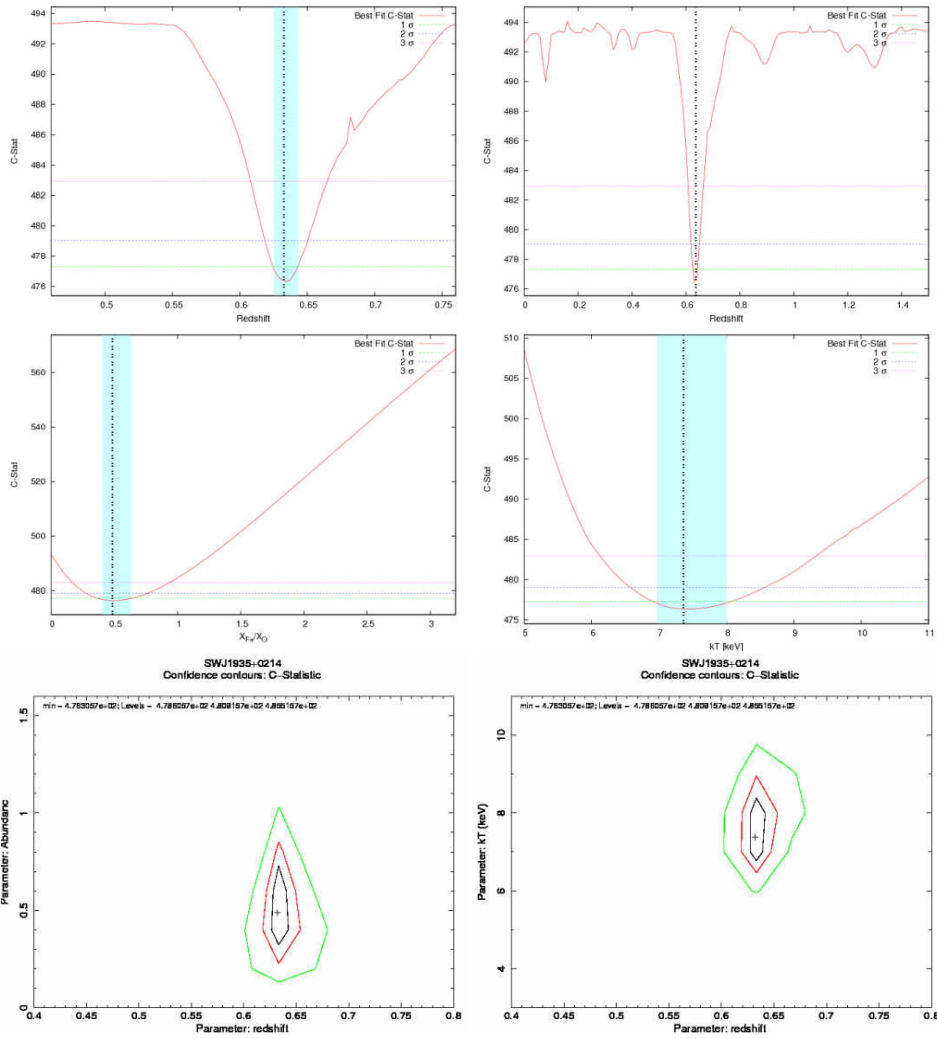 494
492
490
488
486
484
482
480
478
476
C-Stat
0.5 0.55 0.6 0.65 0.7 0.75
Redshift
Best Fit C-Stat
1 σ
2 σ
3 σ
494
492
490
488
486
484
482
480
478
476
C-Stat
0 0.2 0.4 0.6 0.8 1 1.2 1.4
Redshift
Best Fit C-Stat
1 σ
2 σ
3 σ
560
540
520
500
480
C-Stat
0 0.5 1 1.5 2 2.5 3
X_Fe/X_O
Best Fit C-Stat
1 σ
2 σ
3 σ
510
505
500
495
490
485
480
475
C-Stat
5 6 7 8 9 10 11
kT [keV]
Best Fit C-Stat
1 σ
2 σ
3 σ
SWJ1935+0214
Confidence contours: C-Statistic
Levels =
1.5
1
0.5
0
Parameter: Abundanc
0.4 0.45 0.5 0.55 0.6 0.65 0.7 0.75 0.8
Parameter: redshift
SWJ1935+0214
Confidence contours: C-Statistic
Levels =
10
8
6
4
Parameter: kT [keV]
0.4 0.45 0.5 0.55 0.6 0.65 0.7 0.75 0.8
Parameter: redshift